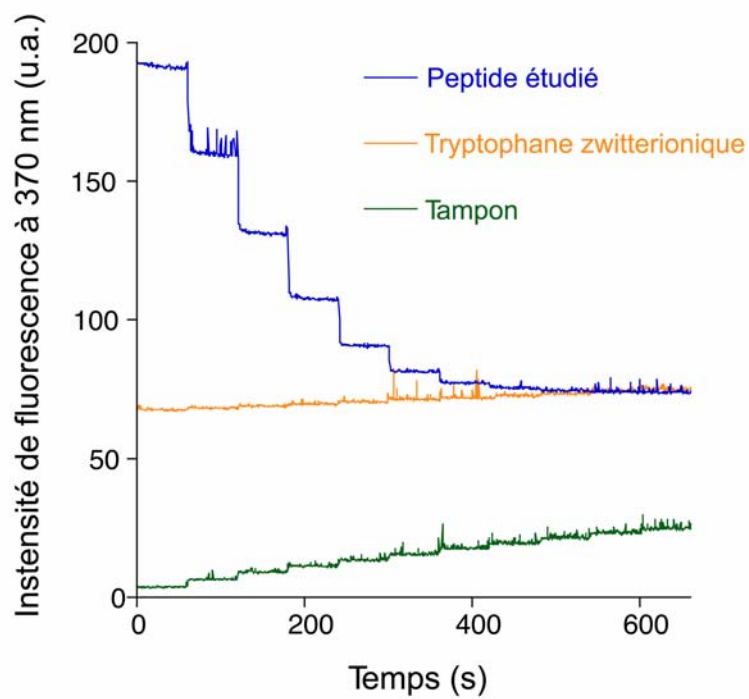 Instensité de fluorescence à 370 nm (u.a.)
200
150
100
50
0
Peptide étudié
Tryptophane zwitterionique
Tampon
0 200 400 600
Temps (s)